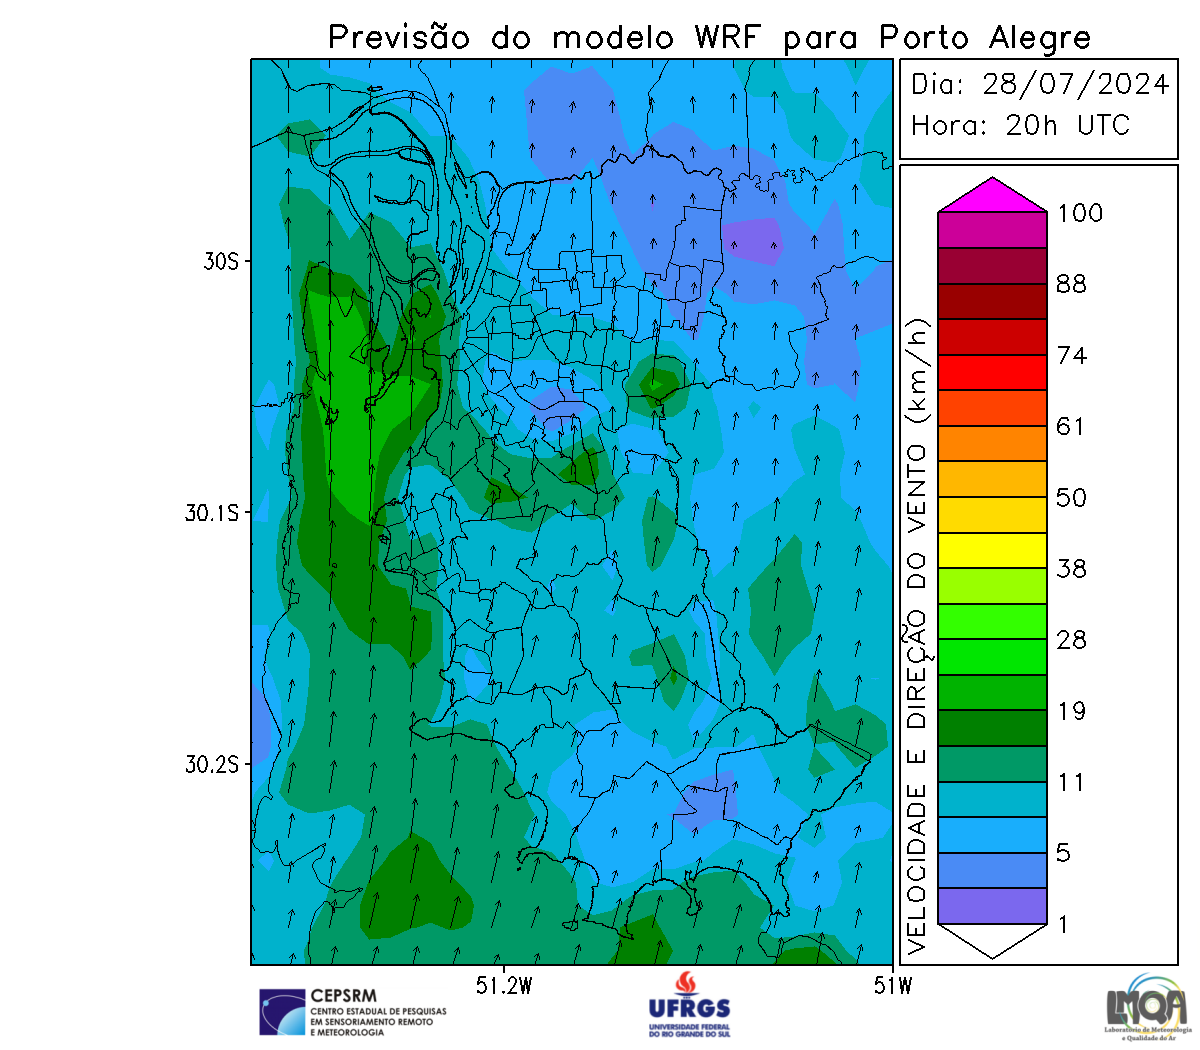 Previsão do modelo WRF para Porto Alegre
Dia: 28/07/2024
Hora: 20h UTC
30S
30.1S
30.2S
51.2W
51W
VELOCIDADE E DIREÇÃO DO VENTO (km/h)
100
88
74
61
50
38
28
19
11
5
1
CEPSRM
CENTRO ESTADUAL DE PESQUISAS
EM SENSORIAMENTO REMOTO
E METEOROLOGIA
UFRGS
UNIVERSIDADE FEDERAL
DO RIO GRANDE DO SUL
LMQA
Laboratório de Meteorologia
e Qualidade do Ar